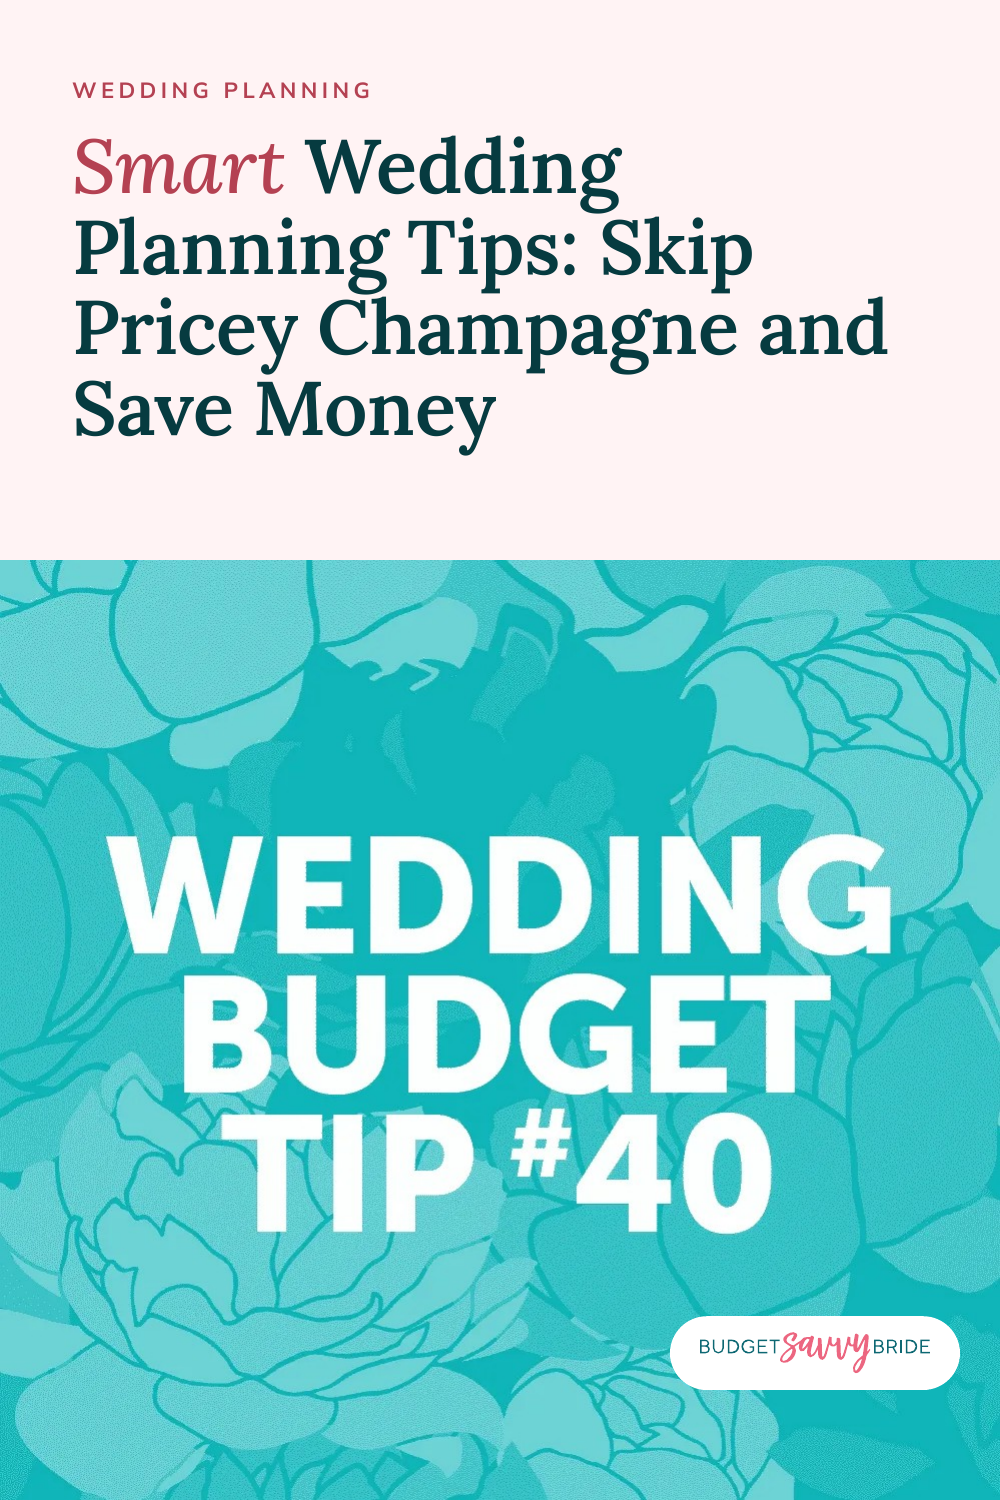 WEDDING PLANNING
Smart Wedding
Planning Tips: Skip
Pricey Champagne and
Save Money
WEDDING
BUDGET
TIP #40
BUDGET savvy BRIDE